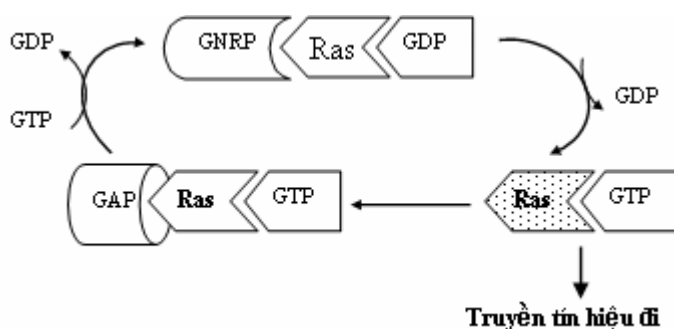 GDP
GNRP Ras GDP
GTP
GDP
GAP Ras GTP
Ras GTP
Truyền tín hiệu đi